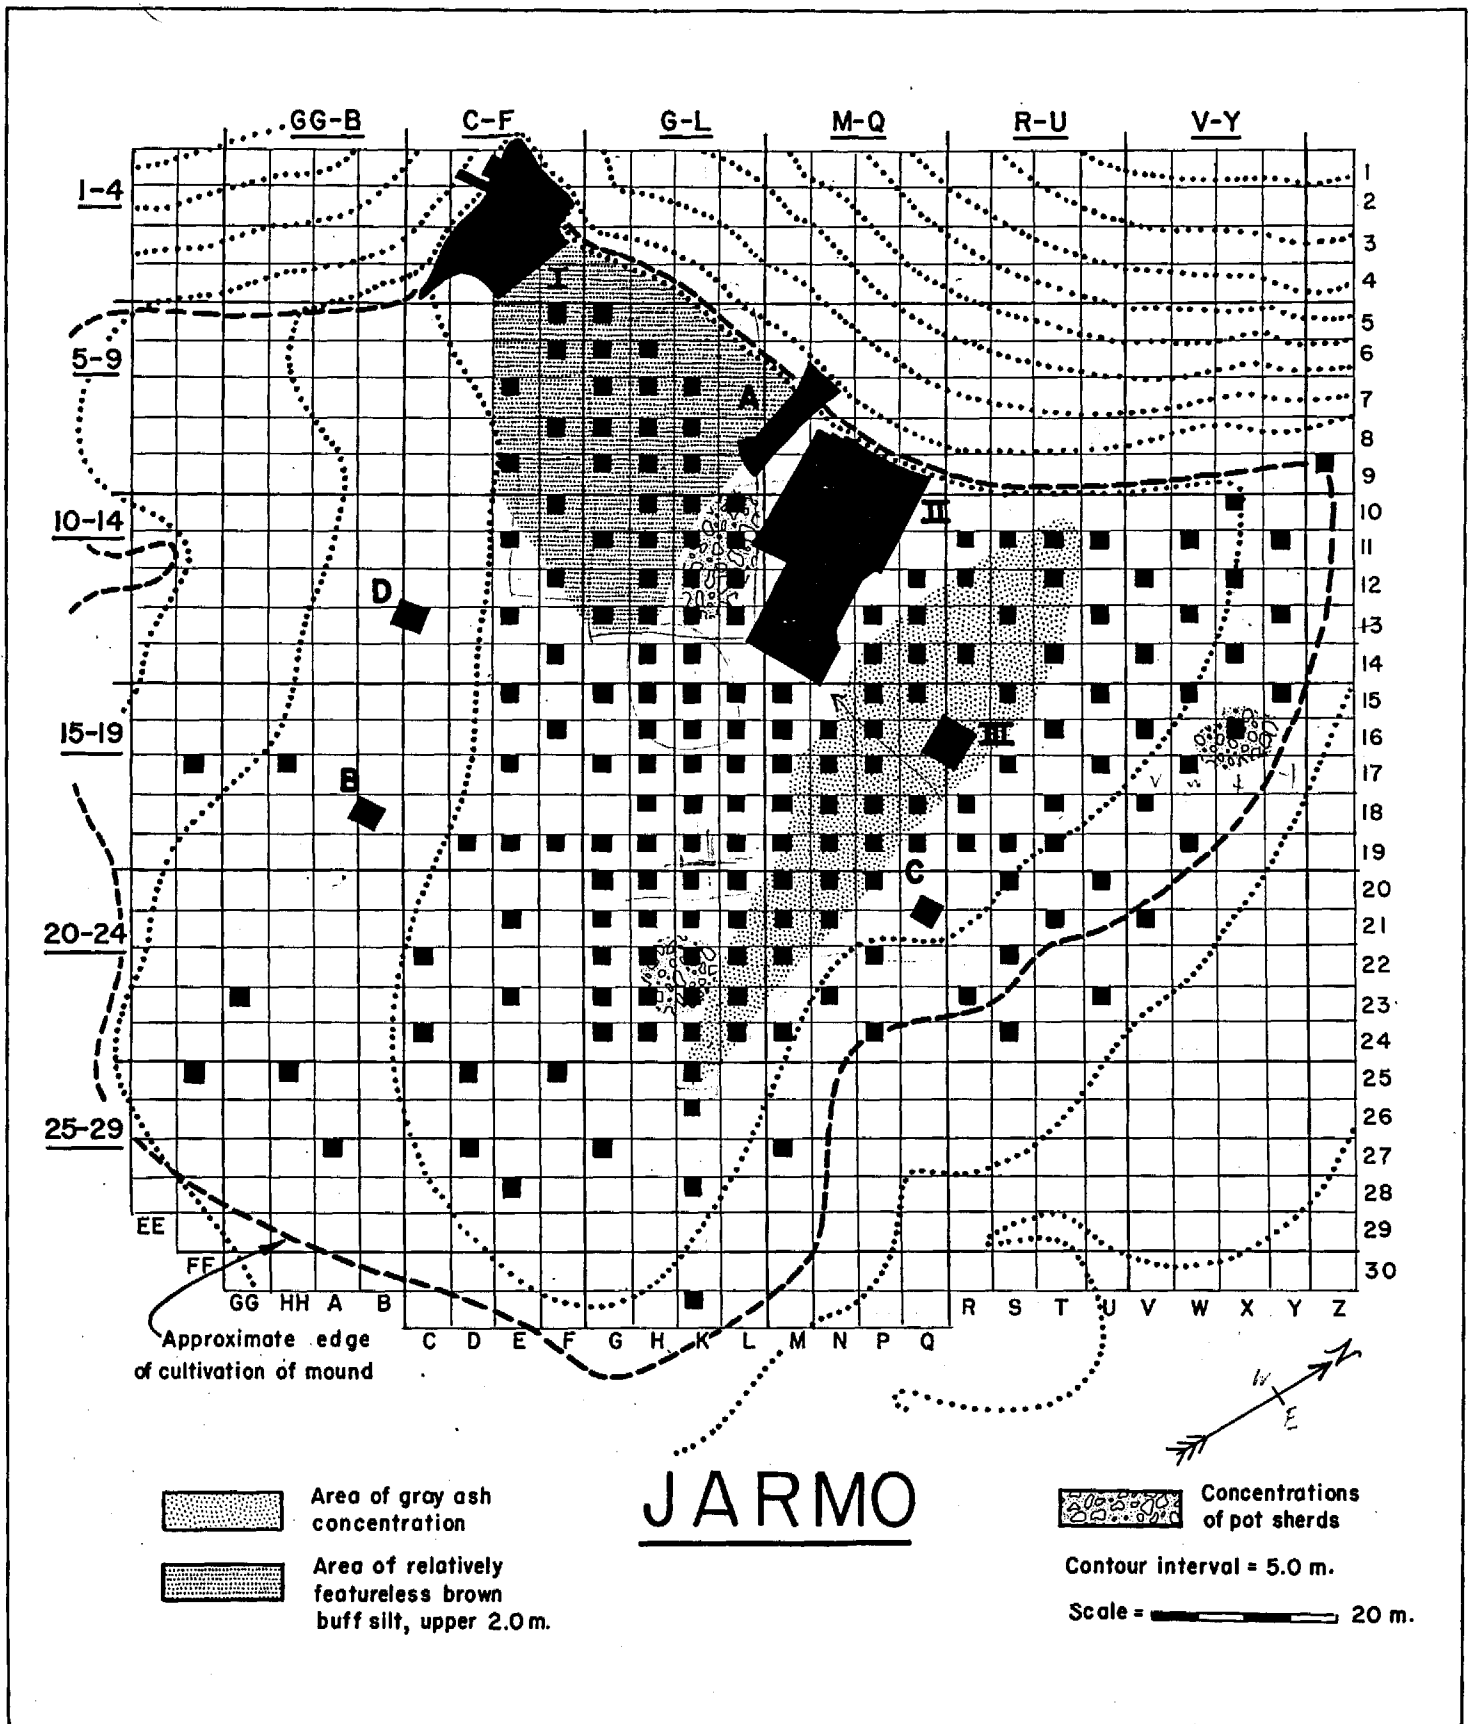 GG-B C-F G-L M-Q R-U V-Y
1-4
5-9
10-14
15-19
20-24
25-29
1
2
3
4
5
6
7
8
9
10
11
12
13
14
15
16
17
18
19
20
21
22
23
24
25
26
27
28
29
30
I
A
II
D
III
B
C
EE
FF
GG HH A B
C D E F G H K L M N P Q
R S T U V W X Y Z
Approximate edge
of cultivation of mound
N
W
E
JARMO
Area of gray ash
concentration
Area of relatively
featureless brown
buff silt, upper 2.0 m.
Concentrations
of pot sherds
Contour interval = 5.0 m.
Scale = 20 m.